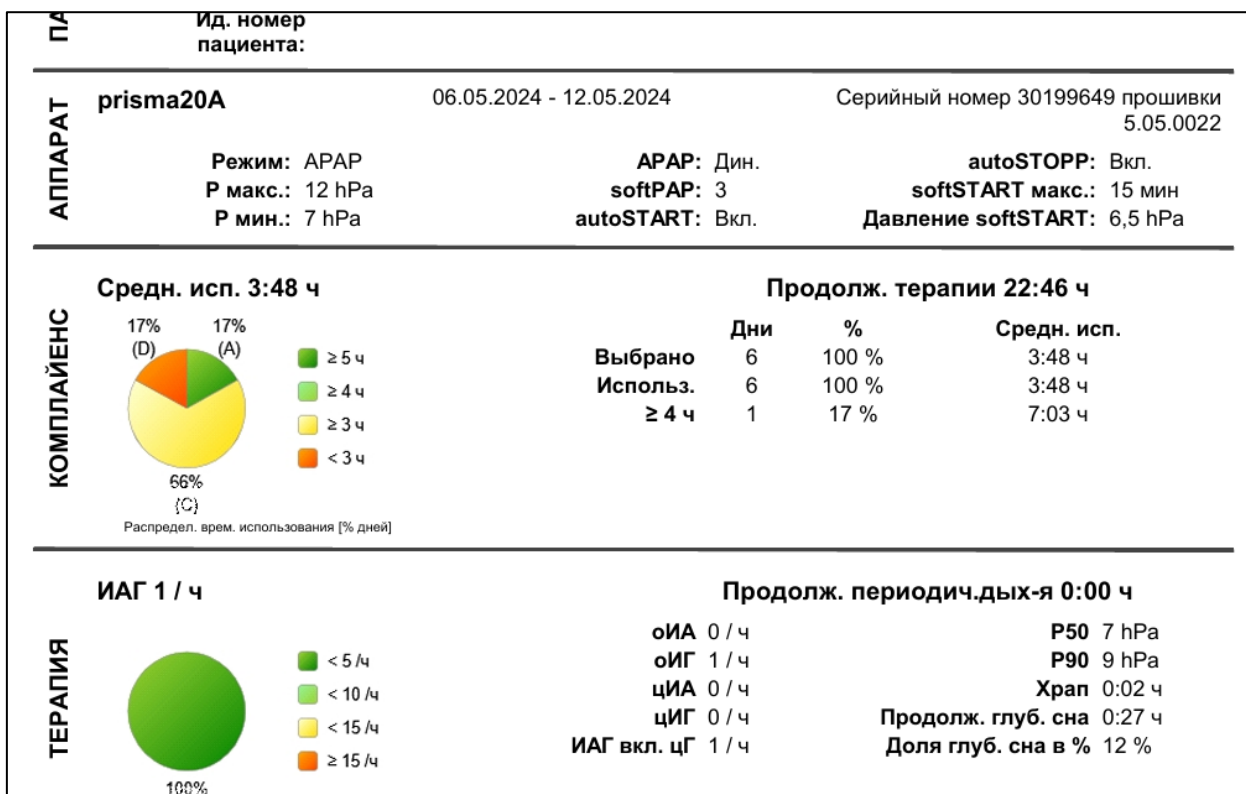 ПА
Ид. номер
пациента:
АППАРАТ
prisma20A
06.05.2024 - 12.05.2024
Серийный номер 30199649 прошивки
5.05.0022
Режим: APAP
APAP: Дин.
autoSTOPP: Вкл.
P макс.: 12 hPa
softPAP: 3
softSTART макс.: 15 мин
P мин.: 7 hPa
autoSTART: Вкл.
Давление softSTART: 6,5 hPa
КОМПЛАЙЕНС
Средн. исп. 3:48 ч
Продолж. терапии 22:46 ч
17%
(D)
17%
(A)
66%
(C)
≥ 5 ч
≥ 4 ч
≥ 3 ч
< 3 ч
Распредел. врем. использования [% дней]
Дни % Средн. исп.
Выбрано 6 100 % 3:48 ч
Использ. 6 100 % 3:48 ч
≥ 4 ч 1 17 % 7:03 ч
ТЕРАПИЯ
ИАГ 1 / ч
Продолж. периодич.дых-я 0:00 ч
< 5 /ч
< 10 /ч
< 15 /ч
≥ 15 /ч
100%
оИА 0 / ч
P50 7 hPa
оИГ 1 / ч
P90 9 hPa
цИА 0 / ч
Храп 0:02 ч
цИГ 0 / ч
Продолж. глуб. сна 0:27 ч
ИАГ вкл. цГ 1 / ч
Доля глуб. сна в % 12 %